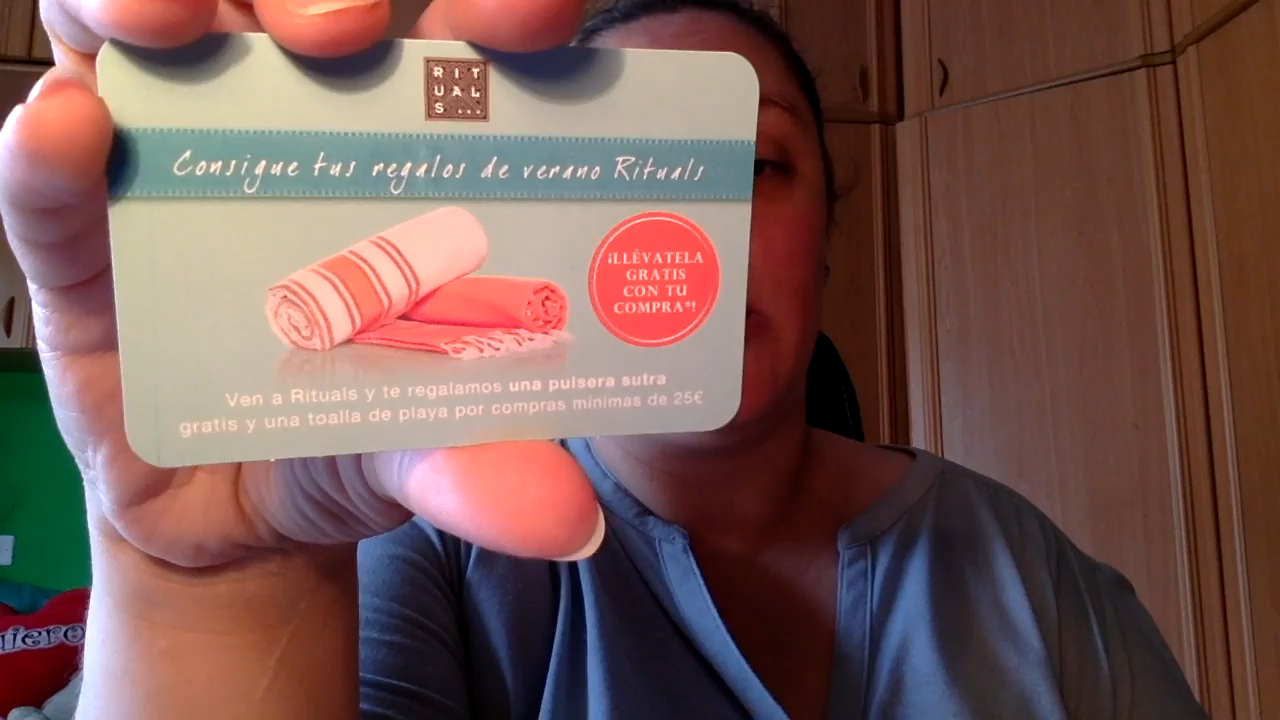 RIT
UAL
S...
Consigue tus regalos de verano Rituals
¡LLÉVATELA
GRATIS
CON TU
COMPRA*!
Ven a Rituals y te regalamos una pulsera sutra
gratis y una toalla de playa por compras mínimas de 25€